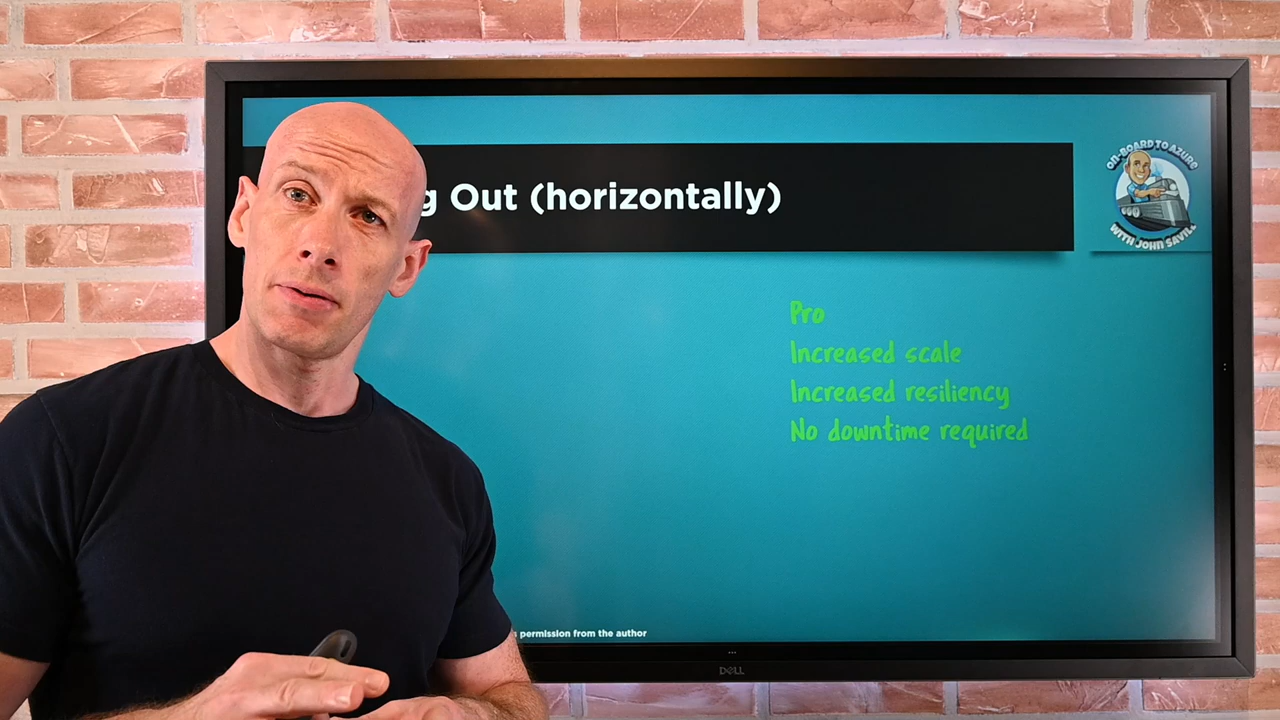 g Out (horizontally)
ON-BOARD TO AZURE
WITH JOHN SAVILL
Pro
Increased scale
Increased resiliency
No downtime required
permission from the author
DELL